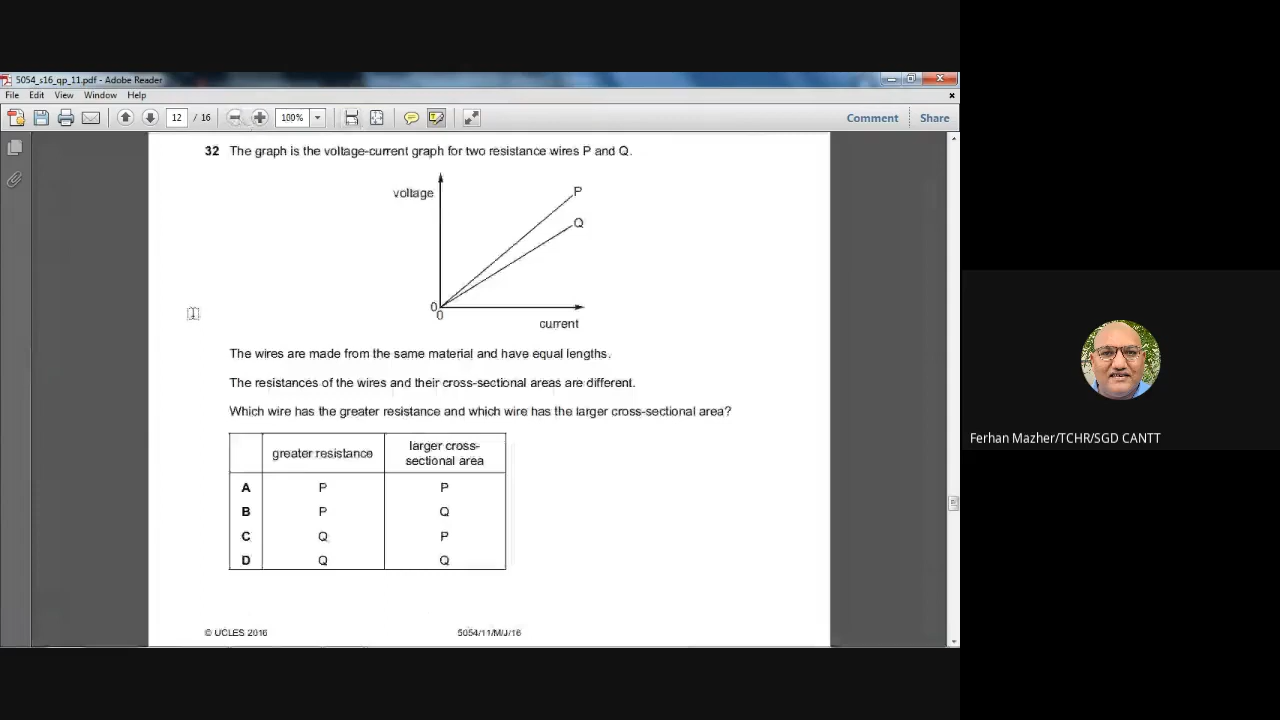 5054_s16_qp_11.pdf - Adobe Reader
File Edit View Window Help
12 / 16 100% Comment Share
32 The graph is the voltage-current graph for two resistance wires P and Q.
voltage
P
Q
0
0
current
The wires are made from the same material and have equal lengths.
The resistances of the wires and their cross-sectional areas are different.
Which wire has the greater resistance and which wire has the larger cross-sectional area?
greater resistance larger cross-
sectional area
A P P
B P Q
C Q P
D Q Q
© UCLES 2016 5054/11/M/J/16
Ferhan Mazher/TCHR/SGD CANTT